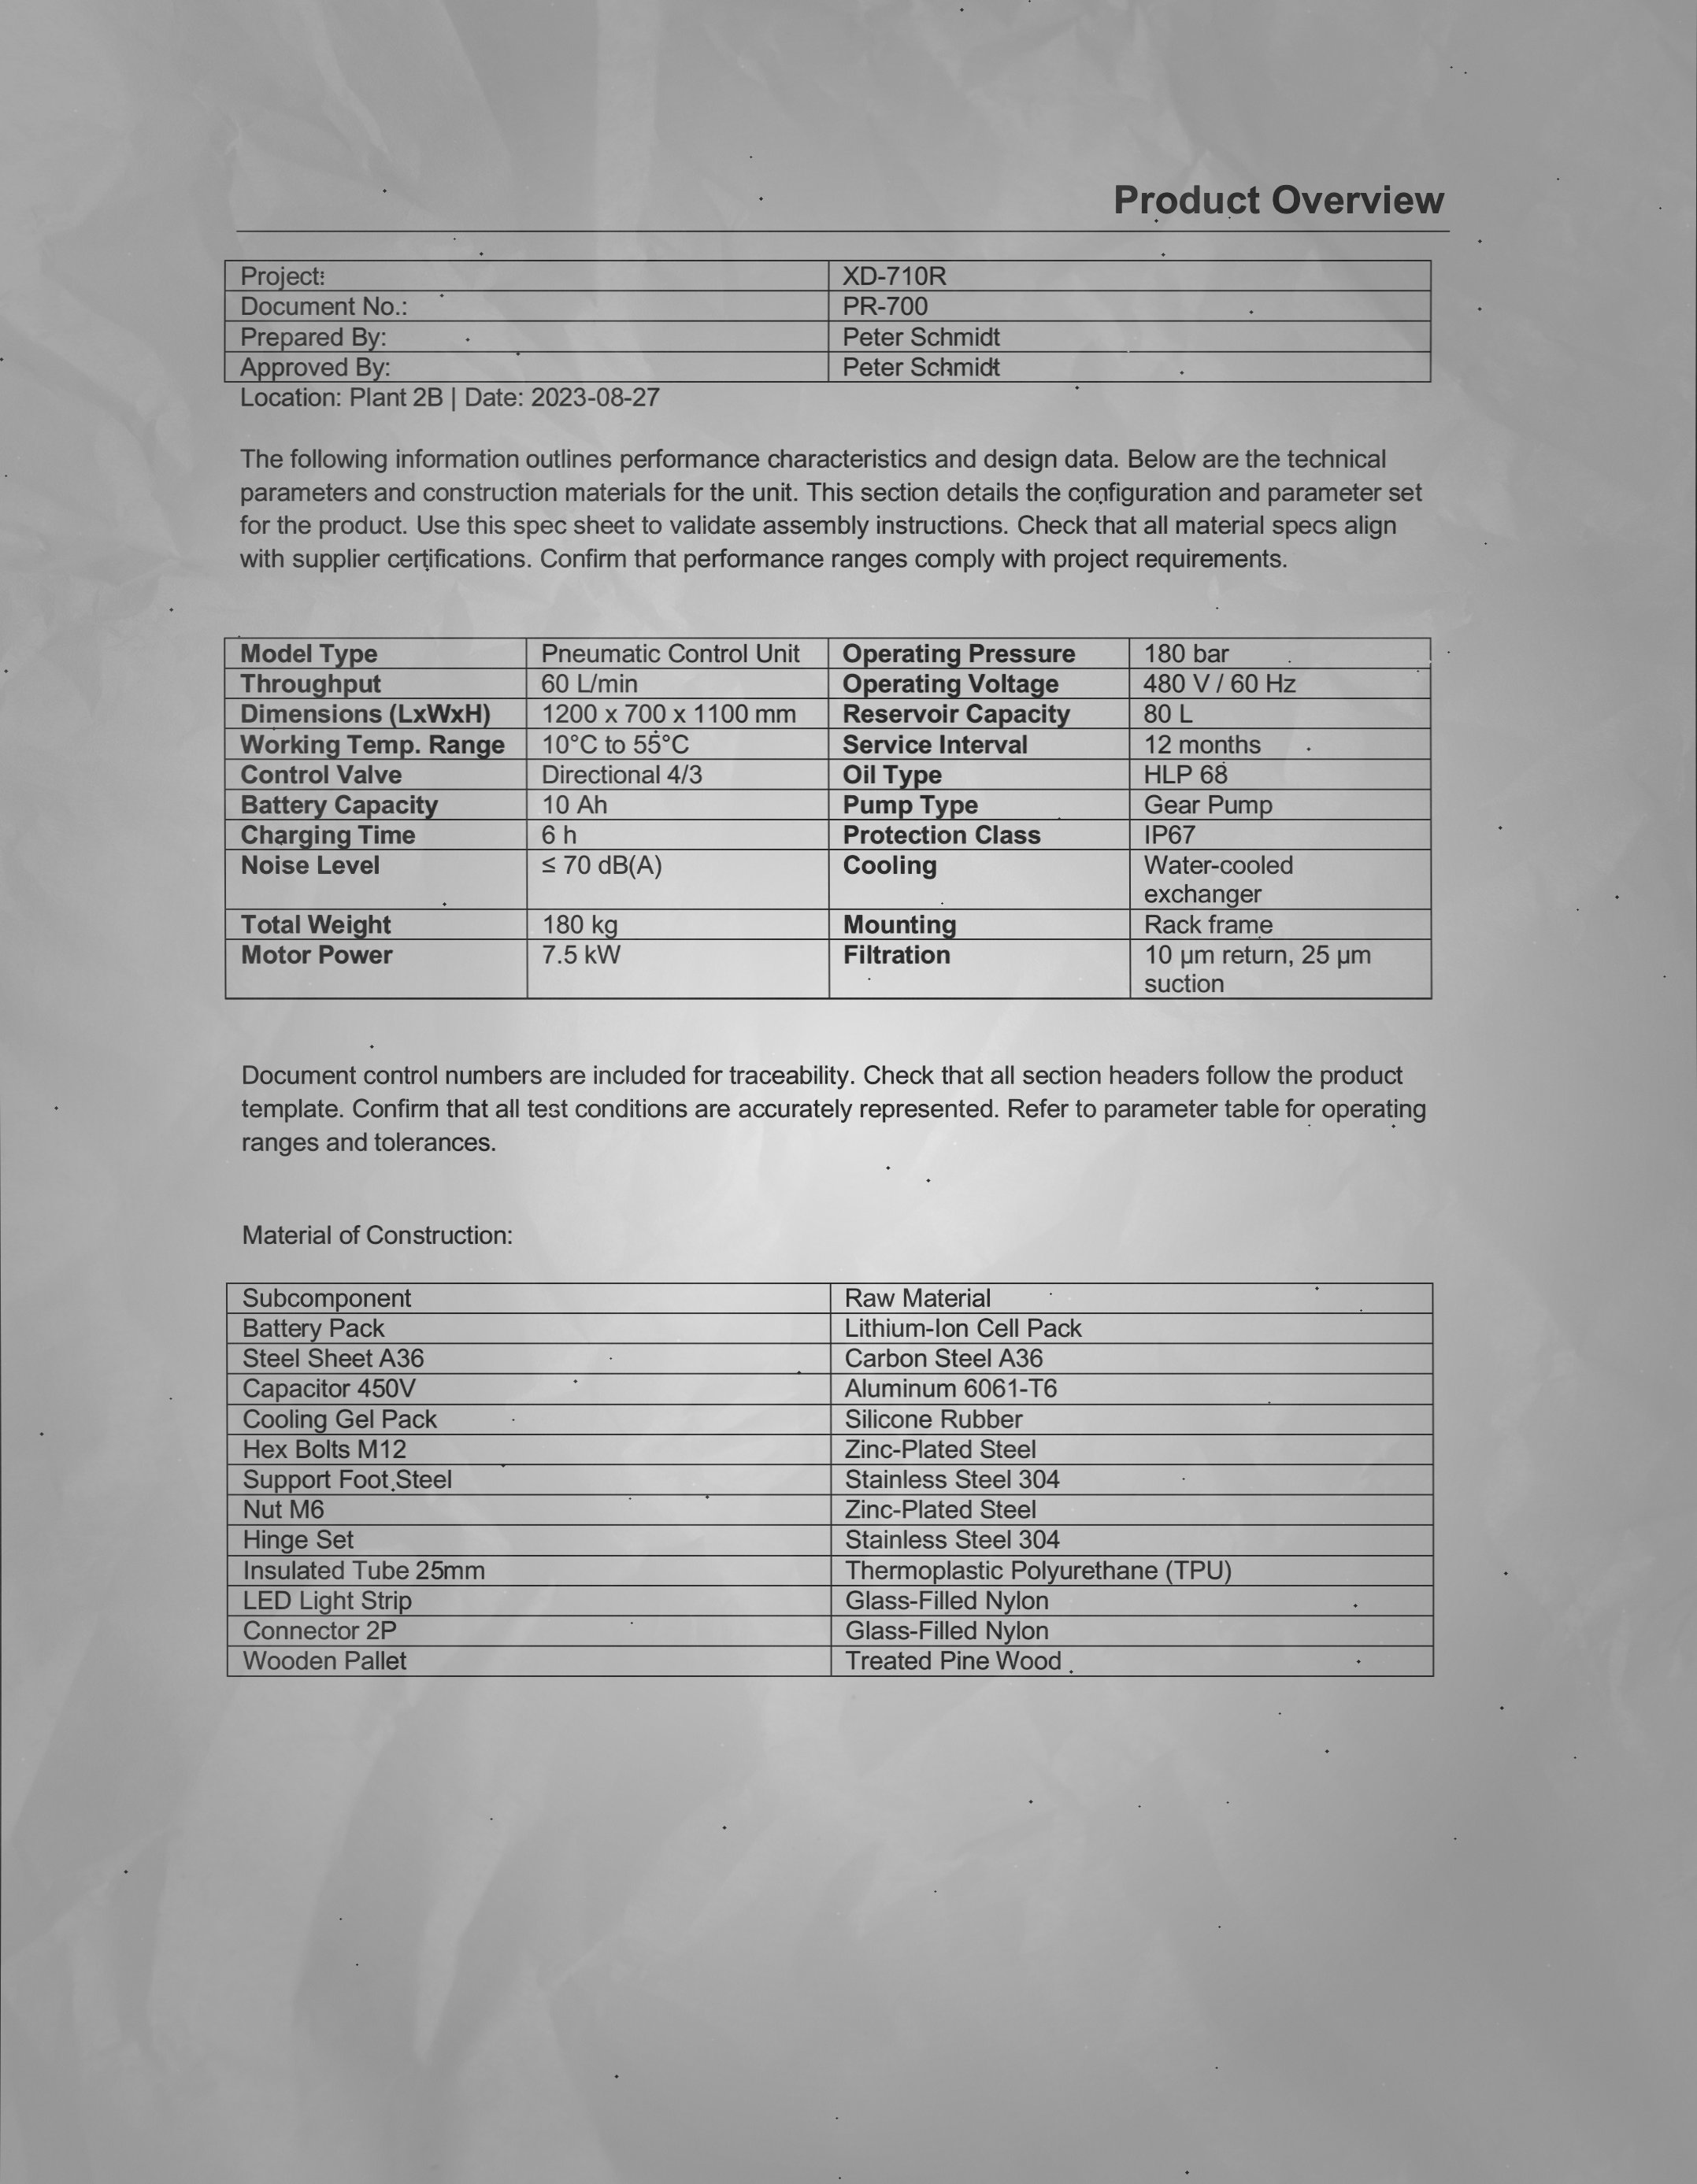 Product Overview
Project: XD-710R
Document No.: PR-700
Prepared By: Peter Schmidt
Approved By: Peter Schmidt
Location: Plant 2B | Date: 2023-08-27
The following information outlines performance characteristics and design data. Below are the technical
parameters and construction materials for the unit. This section details the configuration and parameter set
for the product. Use this spec sheet to validate assembly instructions. Check that all material specs align
with supplier certifications. Confirm that performance ranges comply with project requirements.
Model Type Pneumatic Control Unit Operating Pressure 180 bar
Throughput 60 L/min Operating Voltage 480 V / 60 Hz
Dimensions (LxWxH) 1200 x 700 x 1100 mm Reservoir Capacity 80 L
Working Temp. Range 10°C to 55°C Service Interval 12 months
Control Valve Directional 4/3 Oil Type HLP 68
Battery Capacity 10 Ah Pump Type Gear Pump
Charging Time 6 h Protection Class IP67
Noise Level ≤ 70 dB(A) Cooling Water-cooled
exchanger
Total Weight 180 kg Mounting Rack frame
Motor Power 7.5 kW Filtration 10 µm return, 25 µm
suction
Document control numbers are included for traceability. Check that all section headers follow the product
template. Confirm that all test conditions are accurately represented. Refer to parameter table for operating
ranges and tolerances.
Material of Construction:
Subcomponent Raw Material
Battery Pack Lithium-Ion Cell Pack
Steel Sheet A36 Carbon Steel A36
Capacitor 450V Aluminum 6061-T6
Cooling Gel Pack Silicone Rubber
Hex Bolts M12 Zinc-Plated Steel
Support Foot Steel Stainless Steel 304
Nut M6 Zinc-Plated Steel
Hinge Set Stainless Steel 304
Insulated Tube 25mm Thermoplastic Polyurethane (TPU)
LED Light Strip Glass-Filled Nylon
Connector 2P Glass-Filled Nylon
Wooden Pallet Treated Pine Wood